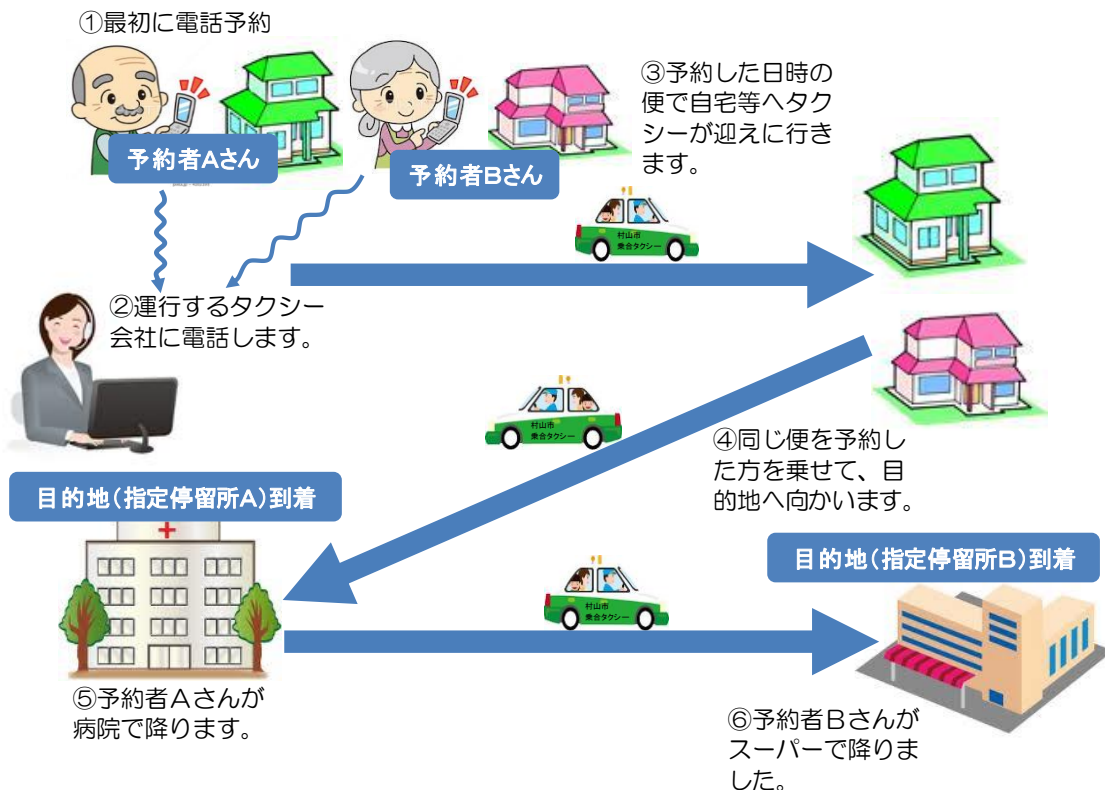 ①最初に電話予約
予約者Aさん
予約者Bさん
②運行するタクシー
会社に電話します。
③予約した日時の
便で自宅等へタク
シーが迎えに行き
ます。
村山市
乗合タクシー
④同じ便を予約し
た方を乗せて、目
的地へ向かいます。
村山市
乗合タクシー
目的地(指定停留所A)到着
⑤予約者Aさんが
病院で降ります。
村山市
乗合タクシー
目的地(指定停留所B)到着
⑥予約者Bさんが
スーパーで降りま
した。